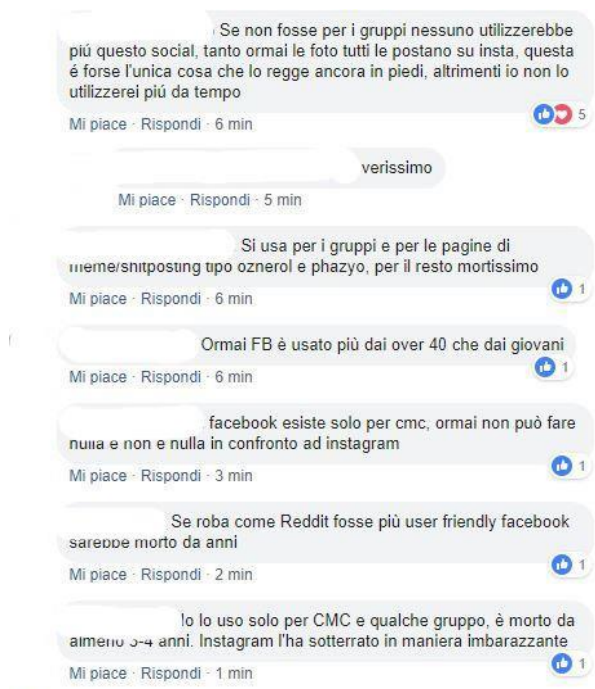 Se non fosse per i gruppi nessuno utilizzerebbe
piú questo social, tanto ormai le foto tutti le postano su insta, questa
é forse l'unica cosa che lo regge ancora in piedi, altrimenti io non lo
utilizzerei piú da tempo
5
Mi piace · Rispondi · 6 min
verissimo
Mi piace · Rispondi · 5 min
Si usa per i gruppi e per le pagine di
meme/shitposting tipo oznerol e phazyo, per il resto mortissimo
1
Mi piace · Rispondi · 6 min
Ormai FB è usato più dai over 40 che dai giovani
1
Mi piace · Rispondi · 6 min
facebook esiste solo per cmc, ormai non può fare
nulla e non è nulla in confronto ad instagram
1
Mi piace · Rispondi · 3 min
Se roba come Reddit fosse più user friendly facebook
sarebbe morto da anni
1
Mi piace · Rispondi · 2 min
Io lo uso solo per CMC e qualche gruppo, è morto da
almeno 3-4 anni. Instagram l'ha sotterrato in maniera imbarazzante
1
Mi piace · Rispondi · 1 min